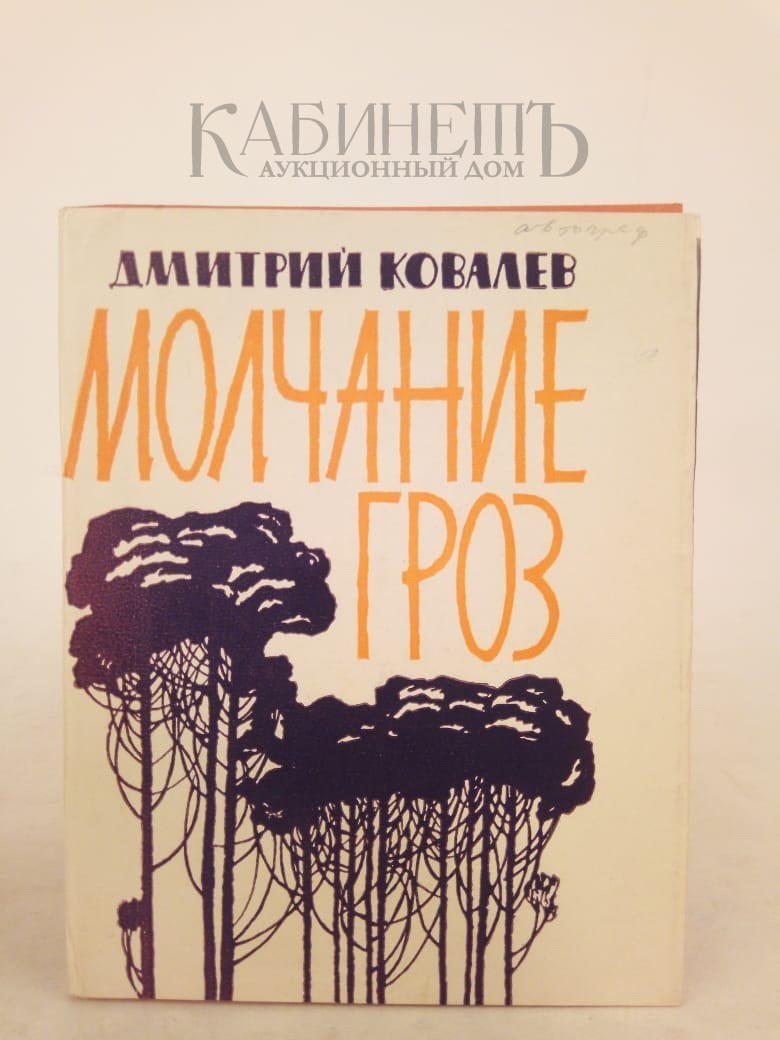 КАБИНЕТЪ
АУКЦИОННЫЙ ДОМ
автограф
ДМИТРИЙ КОВАЛЕВ
МОЛЧАНИЕ
ГРОЗ